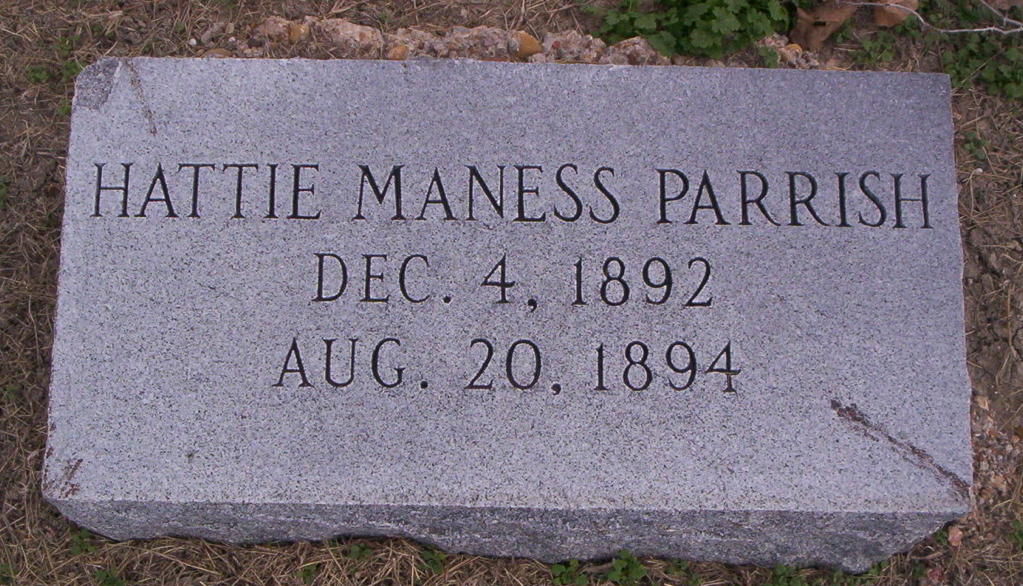 HATTIE MANESS PARRISH
DEC. 4, 1892
AUG. 20, 1894